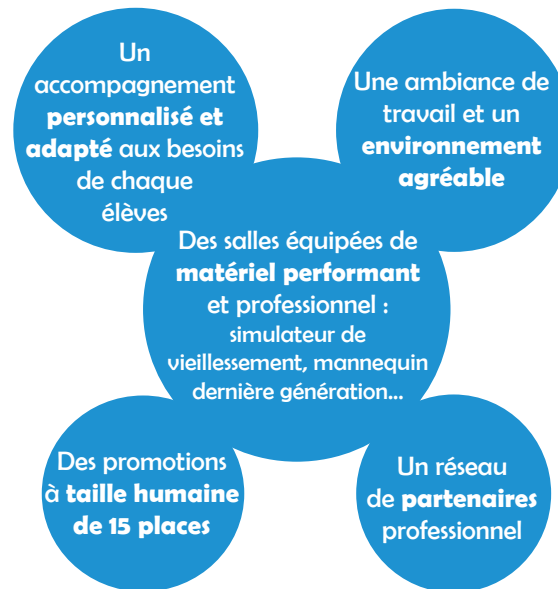 Un
accompagnement
personnalisé et
adapté aux besoins
de chaque
élèves
Une ambiance de
travail et un
environnement
agréable
Des salles équipées de
matériel performant
et professionnel :
simulateur de
vieillessement, mannequin
dernière génération...
Des promotions
à taille humaine
de 15 places
Un réseau
de partenaires
professionnel